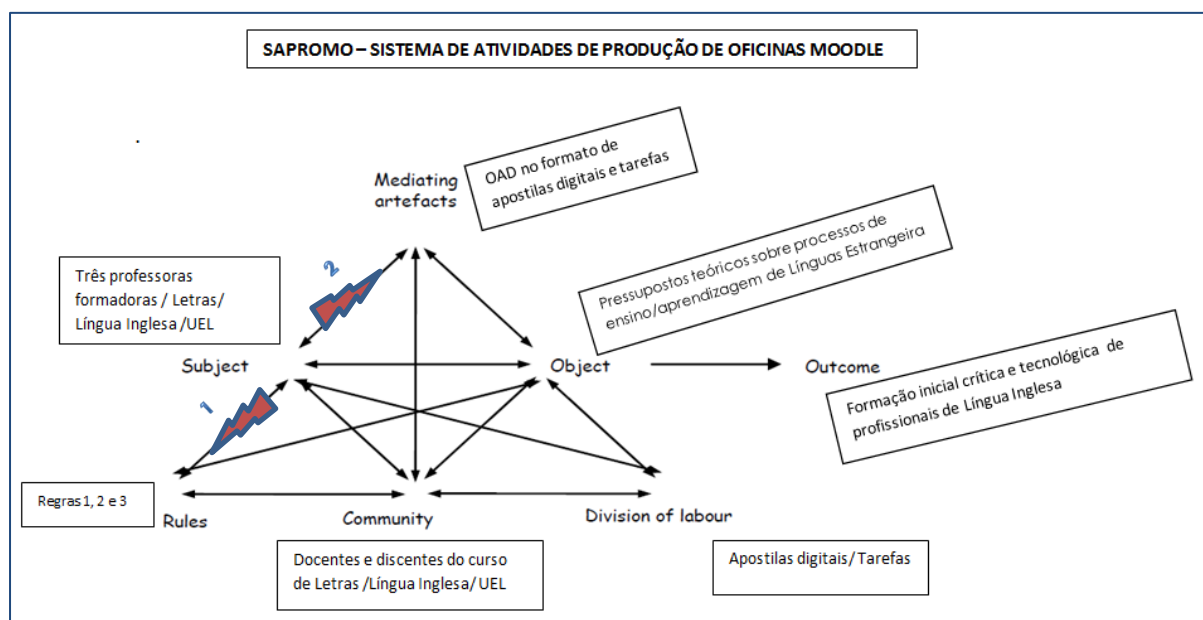 SAPROMO – SISTEMA DE ATIVIDADES DE PRODUÇÃO DE OFICINAS MOODLE
OAD no formato de
apostilas digitais e tarefas
Mediating
artefacts
Três professoras
formadoras / Letras/
Língua Inglesa /UEL
2
Pressupostos teóricos sobre processos de
ensino/aprendizagem de Línguas Estrangeira
Subject
Object
Outcome
Formação inicial crítica e tecnológica de
profissionais de Língua Inglesa
1
Regras 1, 2 e 3
Rules
Community
Division of labour
Docentes e discentes do curso
de Letras /Língua Inglesa/ UEL
Apostilas digitais/ Tarefas